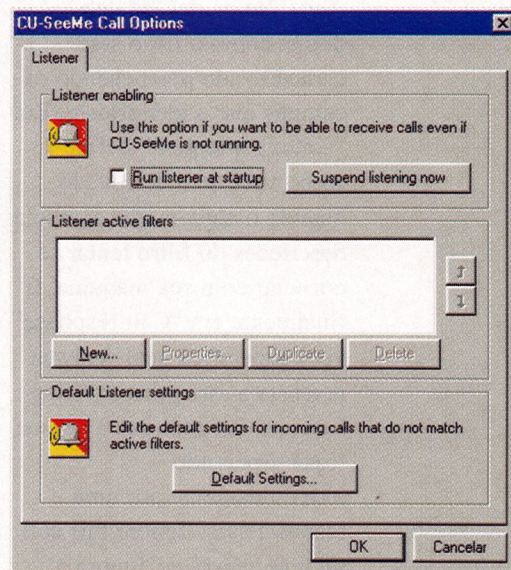 CU-SeeMe Call Options
Listener
Listener enabling
Use this option if you want to be able to receive calls even if
CU-SeeMe is not running.
Run listener at startup
Suspend listening now
Listener active filters
New...
Properties...
Duplicate
Delete
Default Listener settings
Edit the default settings for incoming calls that do not match
active filters.
Default Settings...
OK
Cancelar